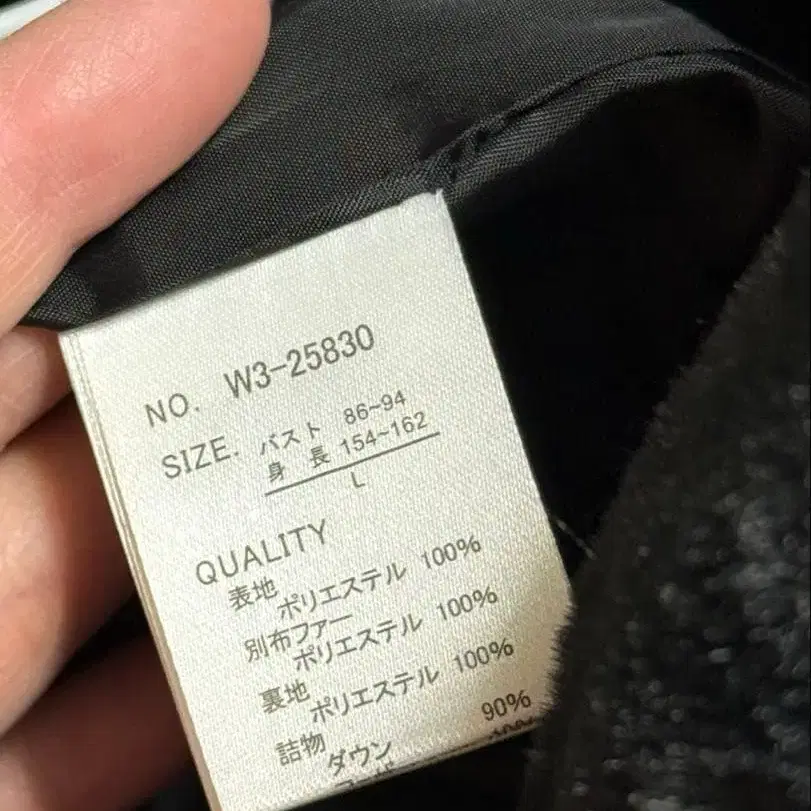 NO. W3-25830
SIZE. バスト 86~94
身 長 154~162
L
QUALITY
表地
ポリエステル 100%
別布ファー
ポリエステル 100%
裏地
ポリエステル 100%
詰物
ダウン 90%
10%